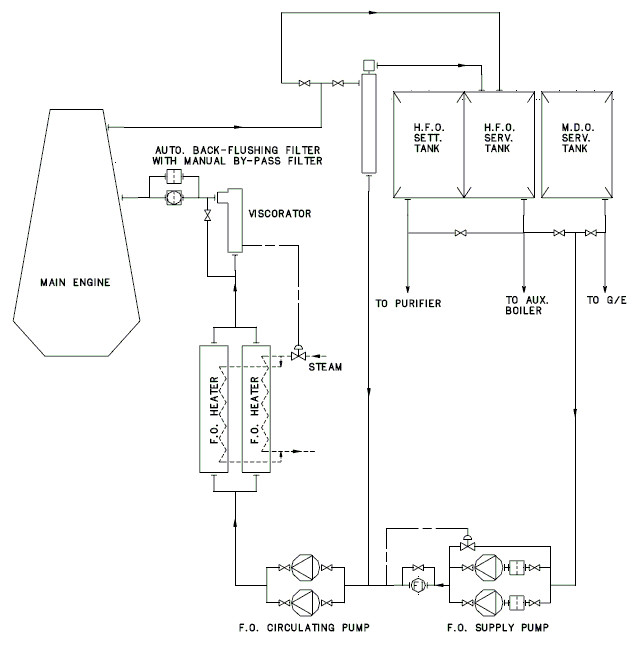 H.F.O.
SETT.
TANK
H.F.O.
SERV.
TANK
M.D.O.
SERV.
TANK
AUTO. BACK-FLUSHING FILTER
WITH MANUAL BY-PASS FILTER
VISCORATOR
MAIN ENGINE
TO PURIFIER
TO AUX.
BOILER
TO G/E
STEAM
F.O. HEATER
F.O. HEATER
F
F.O. CIRCULATING PUMP
F.O. SUPPLY PUMP